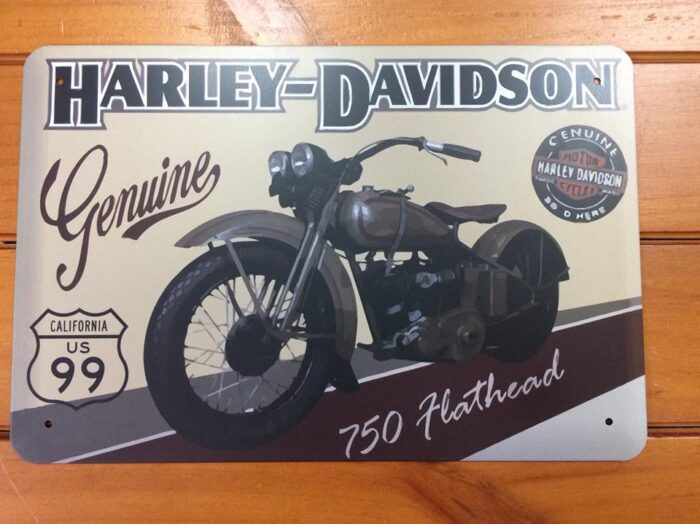 HARLEY-DAVIDSON
Genuine
GENUINE
MOTOR
HARLEY DAVIDSON
CYCLES
CALIFORNIA
US
99
750 Flathead